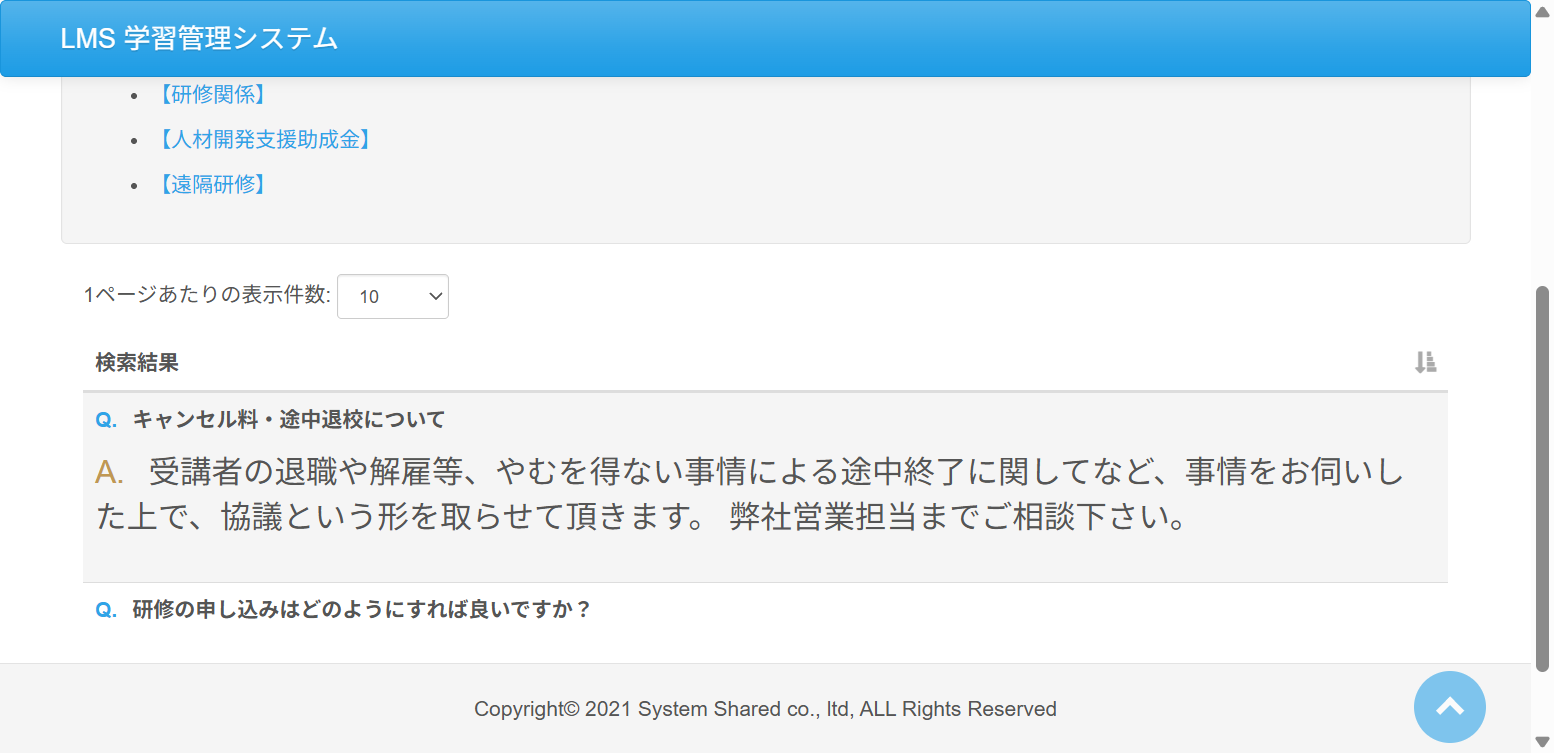 LMS 学習管理システム
【研修関係】
【人材開発支援助成金】
【遠隔研修】
1ページあたりの表示件数: 10
検索結果
Q. キャンセル料・途中退校について
A. 受講者の退職や解雇等、やむを得ない事情による途中終了に関してなど、事情をお伺いし
た上で、協議という形を取らせて頂きます。 弊社営業担当までご相談下さい。
Q. 研修の申し込みはどのようにすれば良いですか？
Copyright© 2021 System Shared co., ltd, ALL Rights Reserved